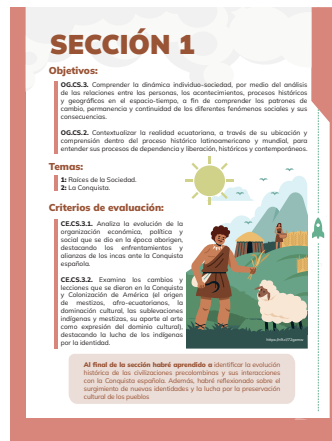 SECCIÓN 1
Objetivos:
OG.CS.3. Comprender la dinámica individuo-sociedad, por medio del análisis
de las relaciones entre las personas, los acontecimientos, procesos históricos
y geográficos en el espacio-tiempo, a fin de comprender los patrones de
cambio, permanencia y continuidad de los diferentes fenómenos sociales y sus
consecuencias.
OG.CS.2. Contextualizar la realidad ecuatoriana, a través de su ubicación y
comprensión dentro del proceso histórico latinoamericano y mundial, para
entender sus procesos de dependencia y liberación, históricos y contemporáneos.
Temas:
1: Raíces de la Sociedad.
2: La Conquista.
Criterios de evaluación:
CE.CS.3.1. Analiza la evolución de la
organización económica, política y
social que se dio en la época aborigen,
destacando los enfrentamientos y
alianzas de los incas ante la Conquista
española.
CE.CS.3.2. Examina los cambios y
lecciones que se dieron en la Conquista
y Colonización de América (el origen
de mestizos, afro-ecuatorianos, la
dominación cultural, las sublevaciones
indígenas y mestizas, su aporte al arte
como expresión del dominio cultural),
destacando la lucha de los indígenas
por la identidad.
Al final de la sección habré aprendido a identificar la evolución
histórica de las civilizaciones precolombinas y sus interacciones
con la Conquista española. Además, habré reflexionado sobre el
surgimiento de nuevas identidades y la lucha por la preservación
cultural de los pueblos